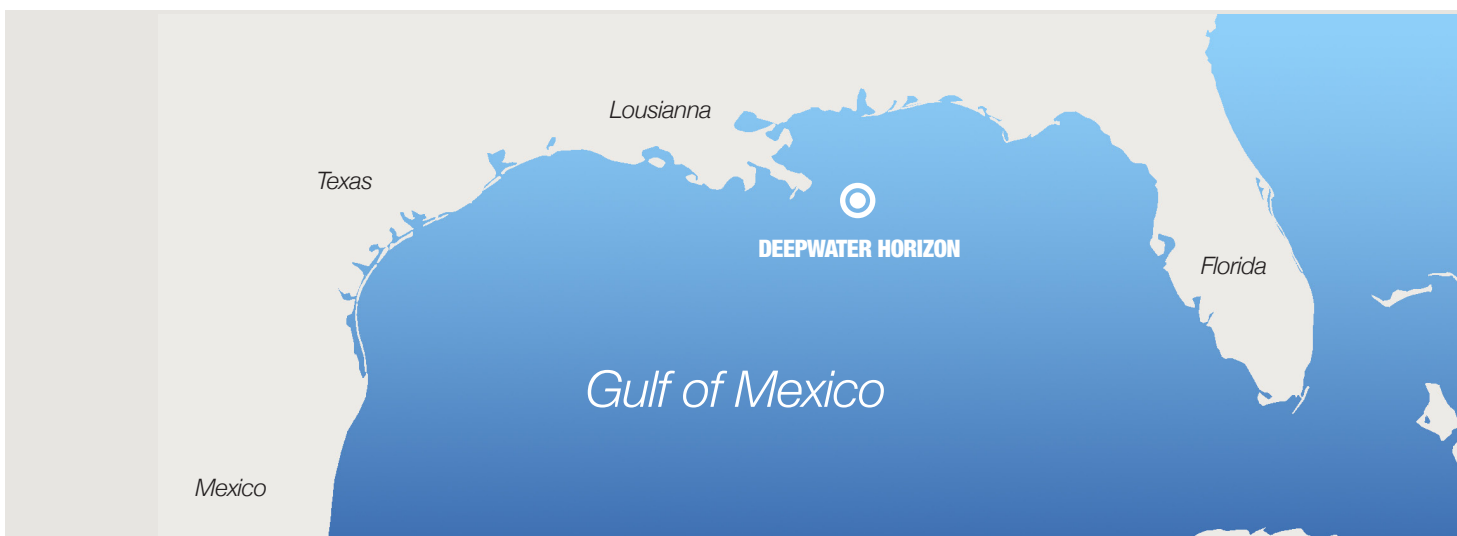 Lousianna
Texas
DEEPWATER HORIZON
Florida
Gulf of Mexico
Mexico